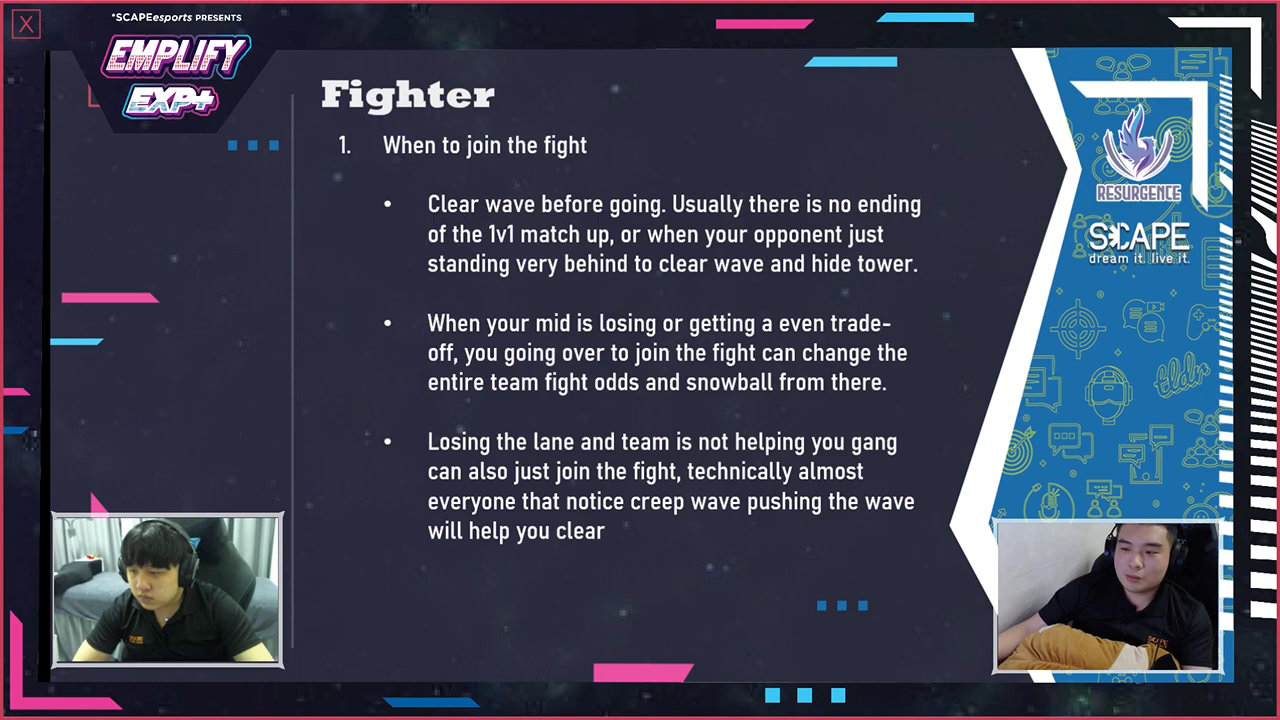 X
*SCAPEesports PRESENTS
EMPLIFY
EXP+
Fighter
1. When to join the fight
• Clear wave before going. Usually there is no ending
of the 1v1 match up, or when your opponent just
standing very behind to clear wave and hide tower.
• When your mid is losing or getting a even trade-
off, you going over to join the fight can change the
entire team fight odds and snowball from there.
• Losing the lane and team is not helping you gang
can also just join the fight, technically almost
everyone that notice creep wave pushing the wave
will help you clear
RESURGENCE
S*CAPE
dream it. live it.
tldr
SCAPE